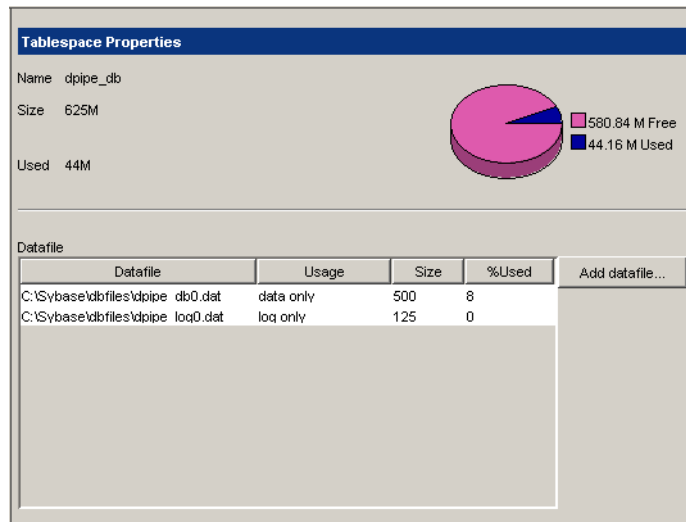 Tablespace Properties
Name dpipe_db
Size 625M
580.84 M Free
44.16 M Used
Used 44M
Datafile
Datafile Usage Size %Used Add datafile...
C:\Sybase\dbfiles\dpipe_db0.dat data only 500 8
C:\Sybase\dbfiles\dpipe_log0.dat log only 125 0